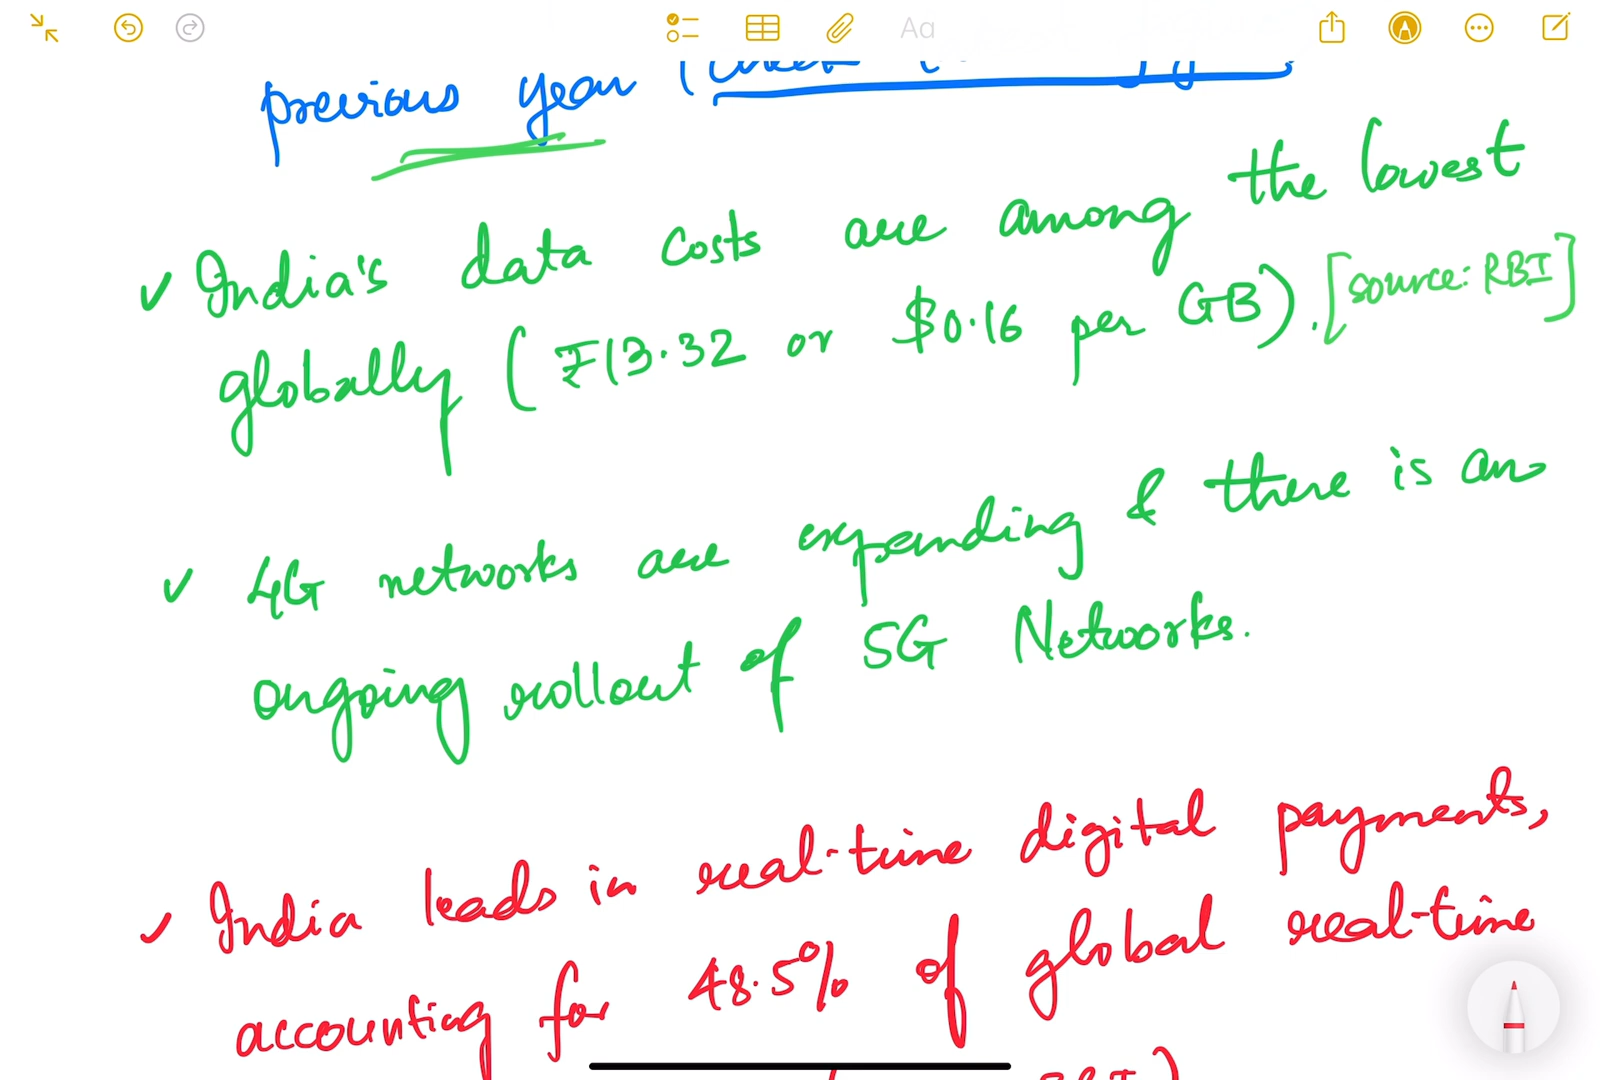 Aa
previous year (
✓ India's data costs are among the lowest
globally (₹13.32 or $0.16 per GB). [source: RBI]
✓ 4G networks are expanding & there is an
ongoing rollout of 5G Networks.
✓ India leads in real-time digital payments,
accounting for 48.5% of global real-time
RBI)